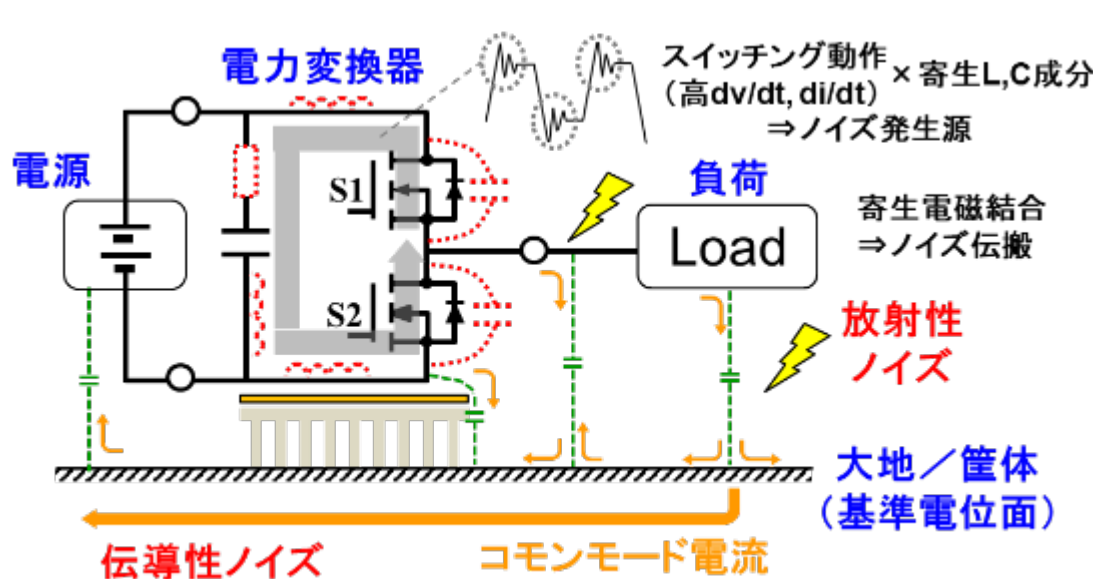 電力変換器
スイッチング動作
(高dv/dt, di/dt)
× 寄生L,C成分
⇒ノイズ発生源
電源
S1
負荷
Load
寄生電磁結合
⇒ノイズ伝搬
S2
放射性
ノイズ
大地／筐体
(基準電位面)
伝導性ノイズ
コモンモード電流